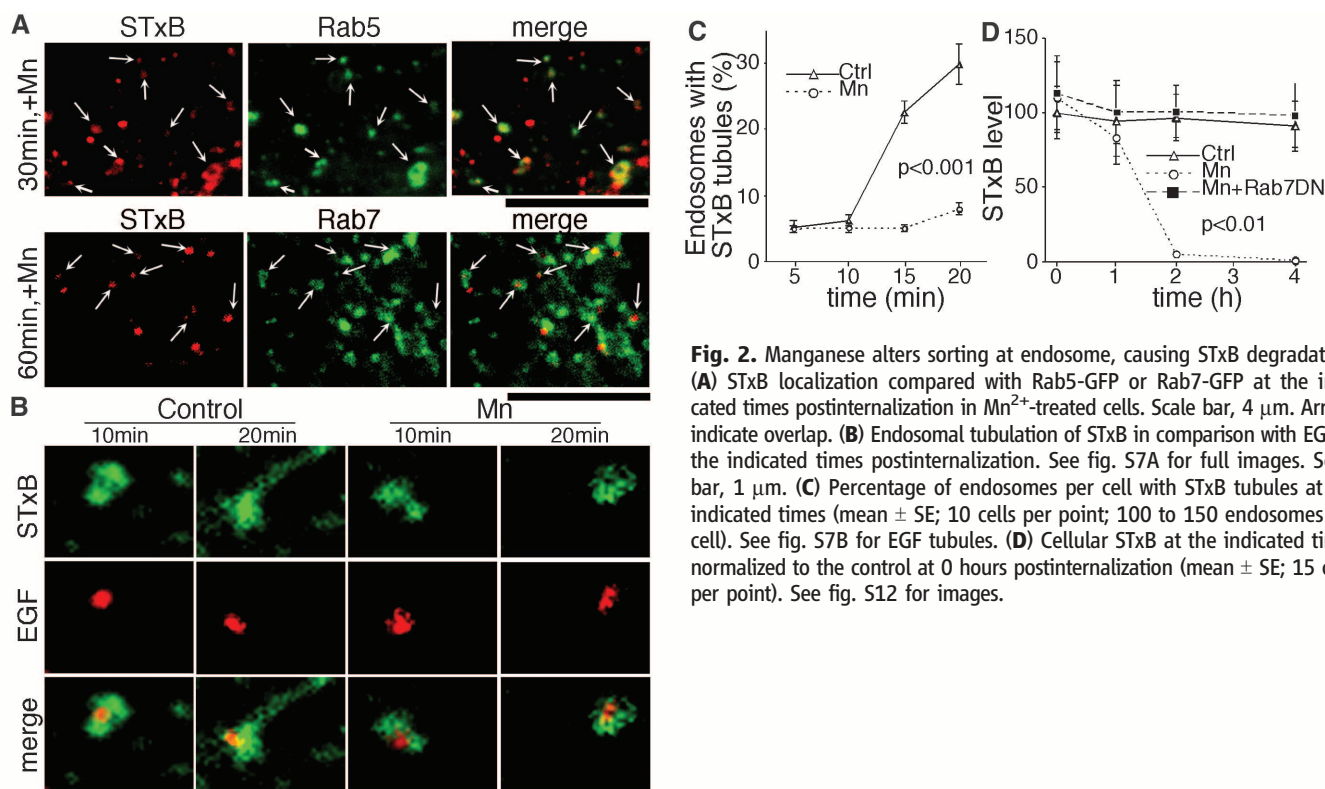 A
STxB Rab5 merge
30min,+Mn
STxB Rab7 merge
60min,+Mn
B
Control Mn
10min 20min 10min 20min
STxB
EGF
merge
C
Endosomes with
STxB tubules (%)
30
20
10
0
Ctrl
Mn
p<0.001
5 10 15 20
time (min)
D
STxB level
150
100
50
0
Ctrl
Mn
Mn+Rab7DN
p<0.01
0 1 2 3 4
time (h)
Fig. 2. Manganese alters sorting at endosome, causing STxB degradat
(A) STxB localization compared with Rab5-GFP or Rab7-GFP at the in
cated times postinternalization in Mn²⁺-treated cells. Scale bar, 4 μm. Arr
indicate overlap. (B) Endosomal tubulation of STxB in comparison with EG
the indicated times postinternalization. See fig. S7A for full images. S
bar, 1 μm. (C) Percentage of endosomes per cell with STxB tubules at
indicated times (mean ± SE; 10 cells per point; 100 to 150 endosomes
cell). See fig. S7B for EGF tubules. (D) Cellular STxB at the indicated ti
normalized to the control at 0 hours postinternalization (mean ± SE; 15 c
per point). See fig. S12 for images.